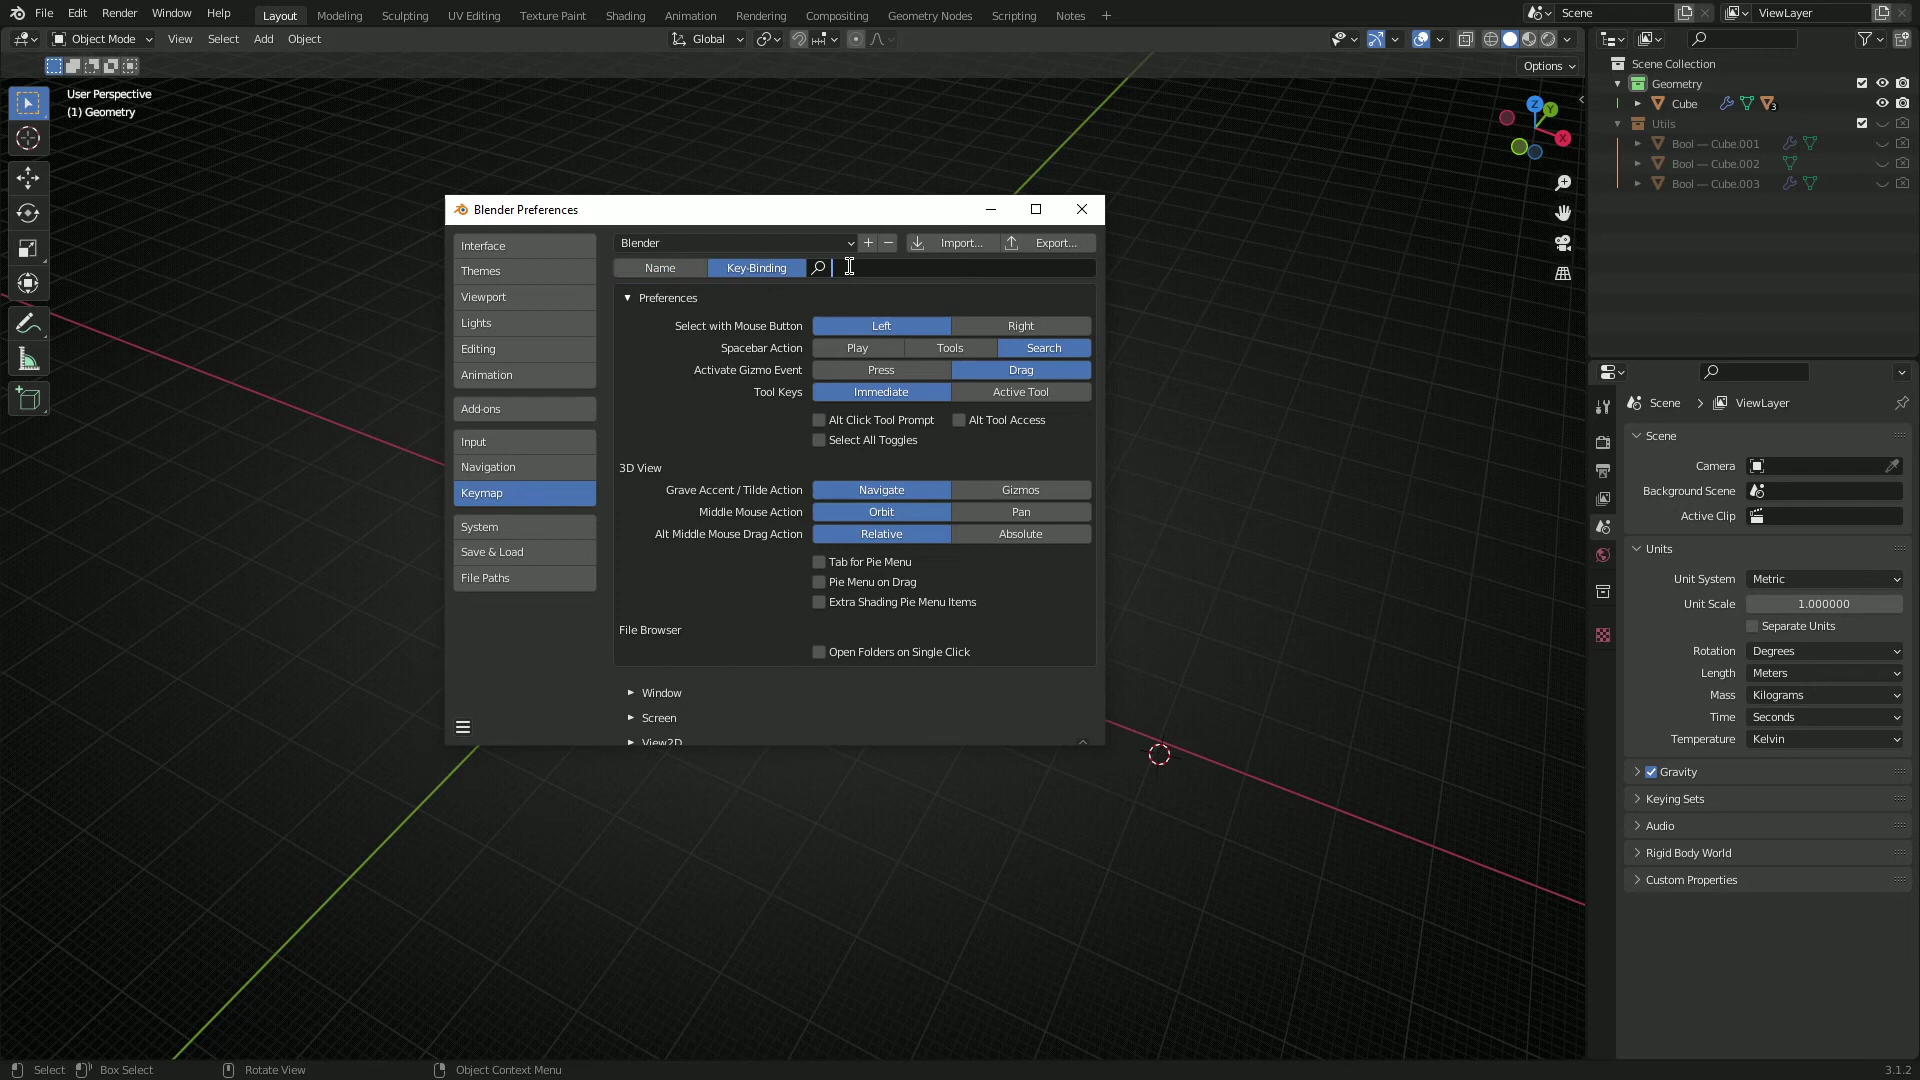 File Edit Render Window Help Layout Modeling Sculpting UV Editing Texture Paint Shading Animation Rendering Compositing Geometry Nodes Scripting Notes + Scene ViewLayer
Object Mode View Select Add Object Global
Options
User Perspective
(1) Geometry
Z Y X
Scene Collection
Geometry
Cube 3
Utils
Bool — Cube.001
Bool — Cube.002
Bool — Cube.003
Blender Preferences
Interface
Themes
Viewport
Lights
Editing
Animation
Add-ons
Input
Navigation
Keymap
System
Save & Load
File Paths
Blender + − Import... Export...
Name Key-Binding
Preferences
Select with Mouse Button Left Right
Spacebar Action Play Tools Search
Activate Gizmo Event Press Drag
Tool Keys Immediate Active Tool
Alt Click Tool Prompt Alt Tool Access
Select All Toggles
3D View
Grave Accent / Tilde Action Navigate Gizmos
Middle Mouse Action Orbit Pan
Alt Middle Mouse Drag Action Relative Absolute
Tab for Pie Menu
Pie Menu on Drag
Extra Shading Pie Menu Items
File Browser
Open Folders on Single Click
Window
Screen
View2D
Scene > ViewLayer
Scene
Camera
Background Scene
Active Clip
Units
Unit System Metric
Unit Scale 1.000000
Separate Units
Rotation Degrees
Length Meters
Mass Kilograms
Time Seconds
Temperature Kelvin
Gravity
Keying Sets
Audio
Rigid Body World
Custom Properties
Select Box Select Rotate View Object Context Menu 3.1.2